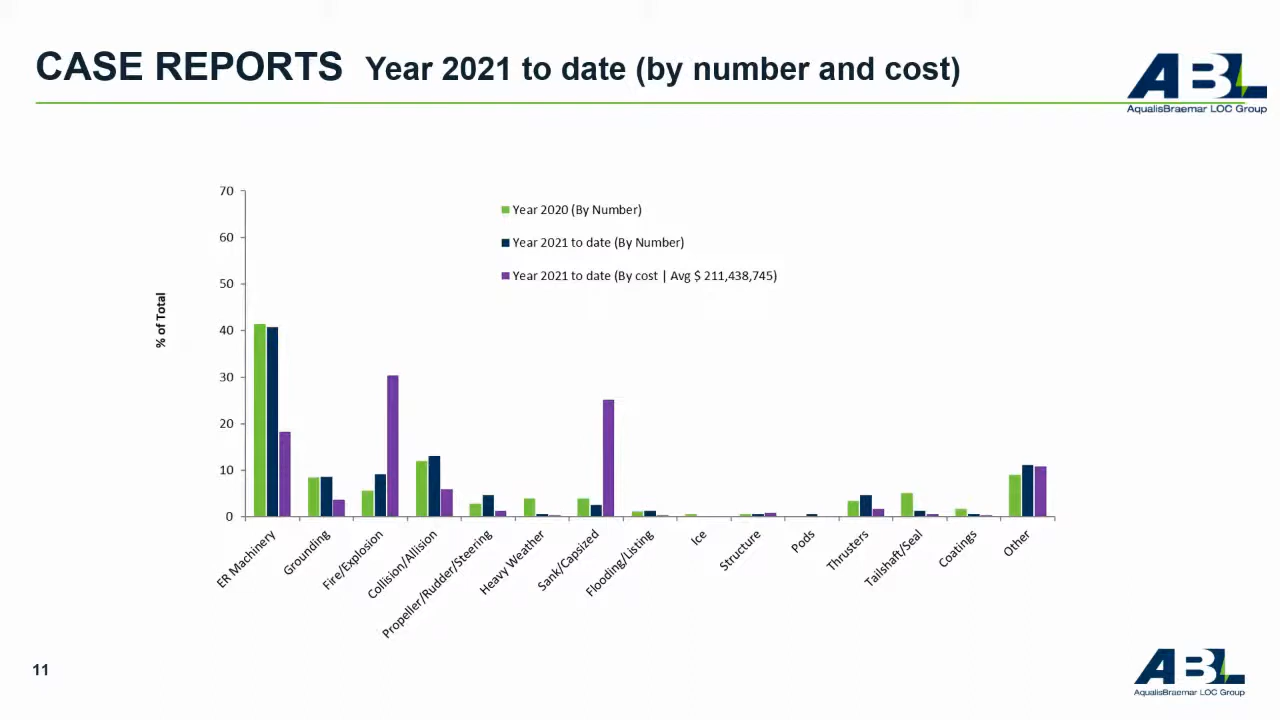 CASE REPORTS Year 2021 to date (by number and cost)
ABL
AqualisBraemar LOC Group
70
60
50
40
30
20
10
0
% of Total
Year 2020 (By Number)
Year 2021 to date (By Number)
Year 2021 to date (By cost | Avg $ 211,438,745)
ER Machinery
Grounding
Fire/Explosion
Collision/Allision
Propeller/Rudder/Steering
Heavy Weather
Sank/Capsized
Flooding/Listing
Ice
Structure
Pods
Thrusters
Tailshaft/Seal
Coatings
Other
11
ABL
AqualisBraemar LOC Group